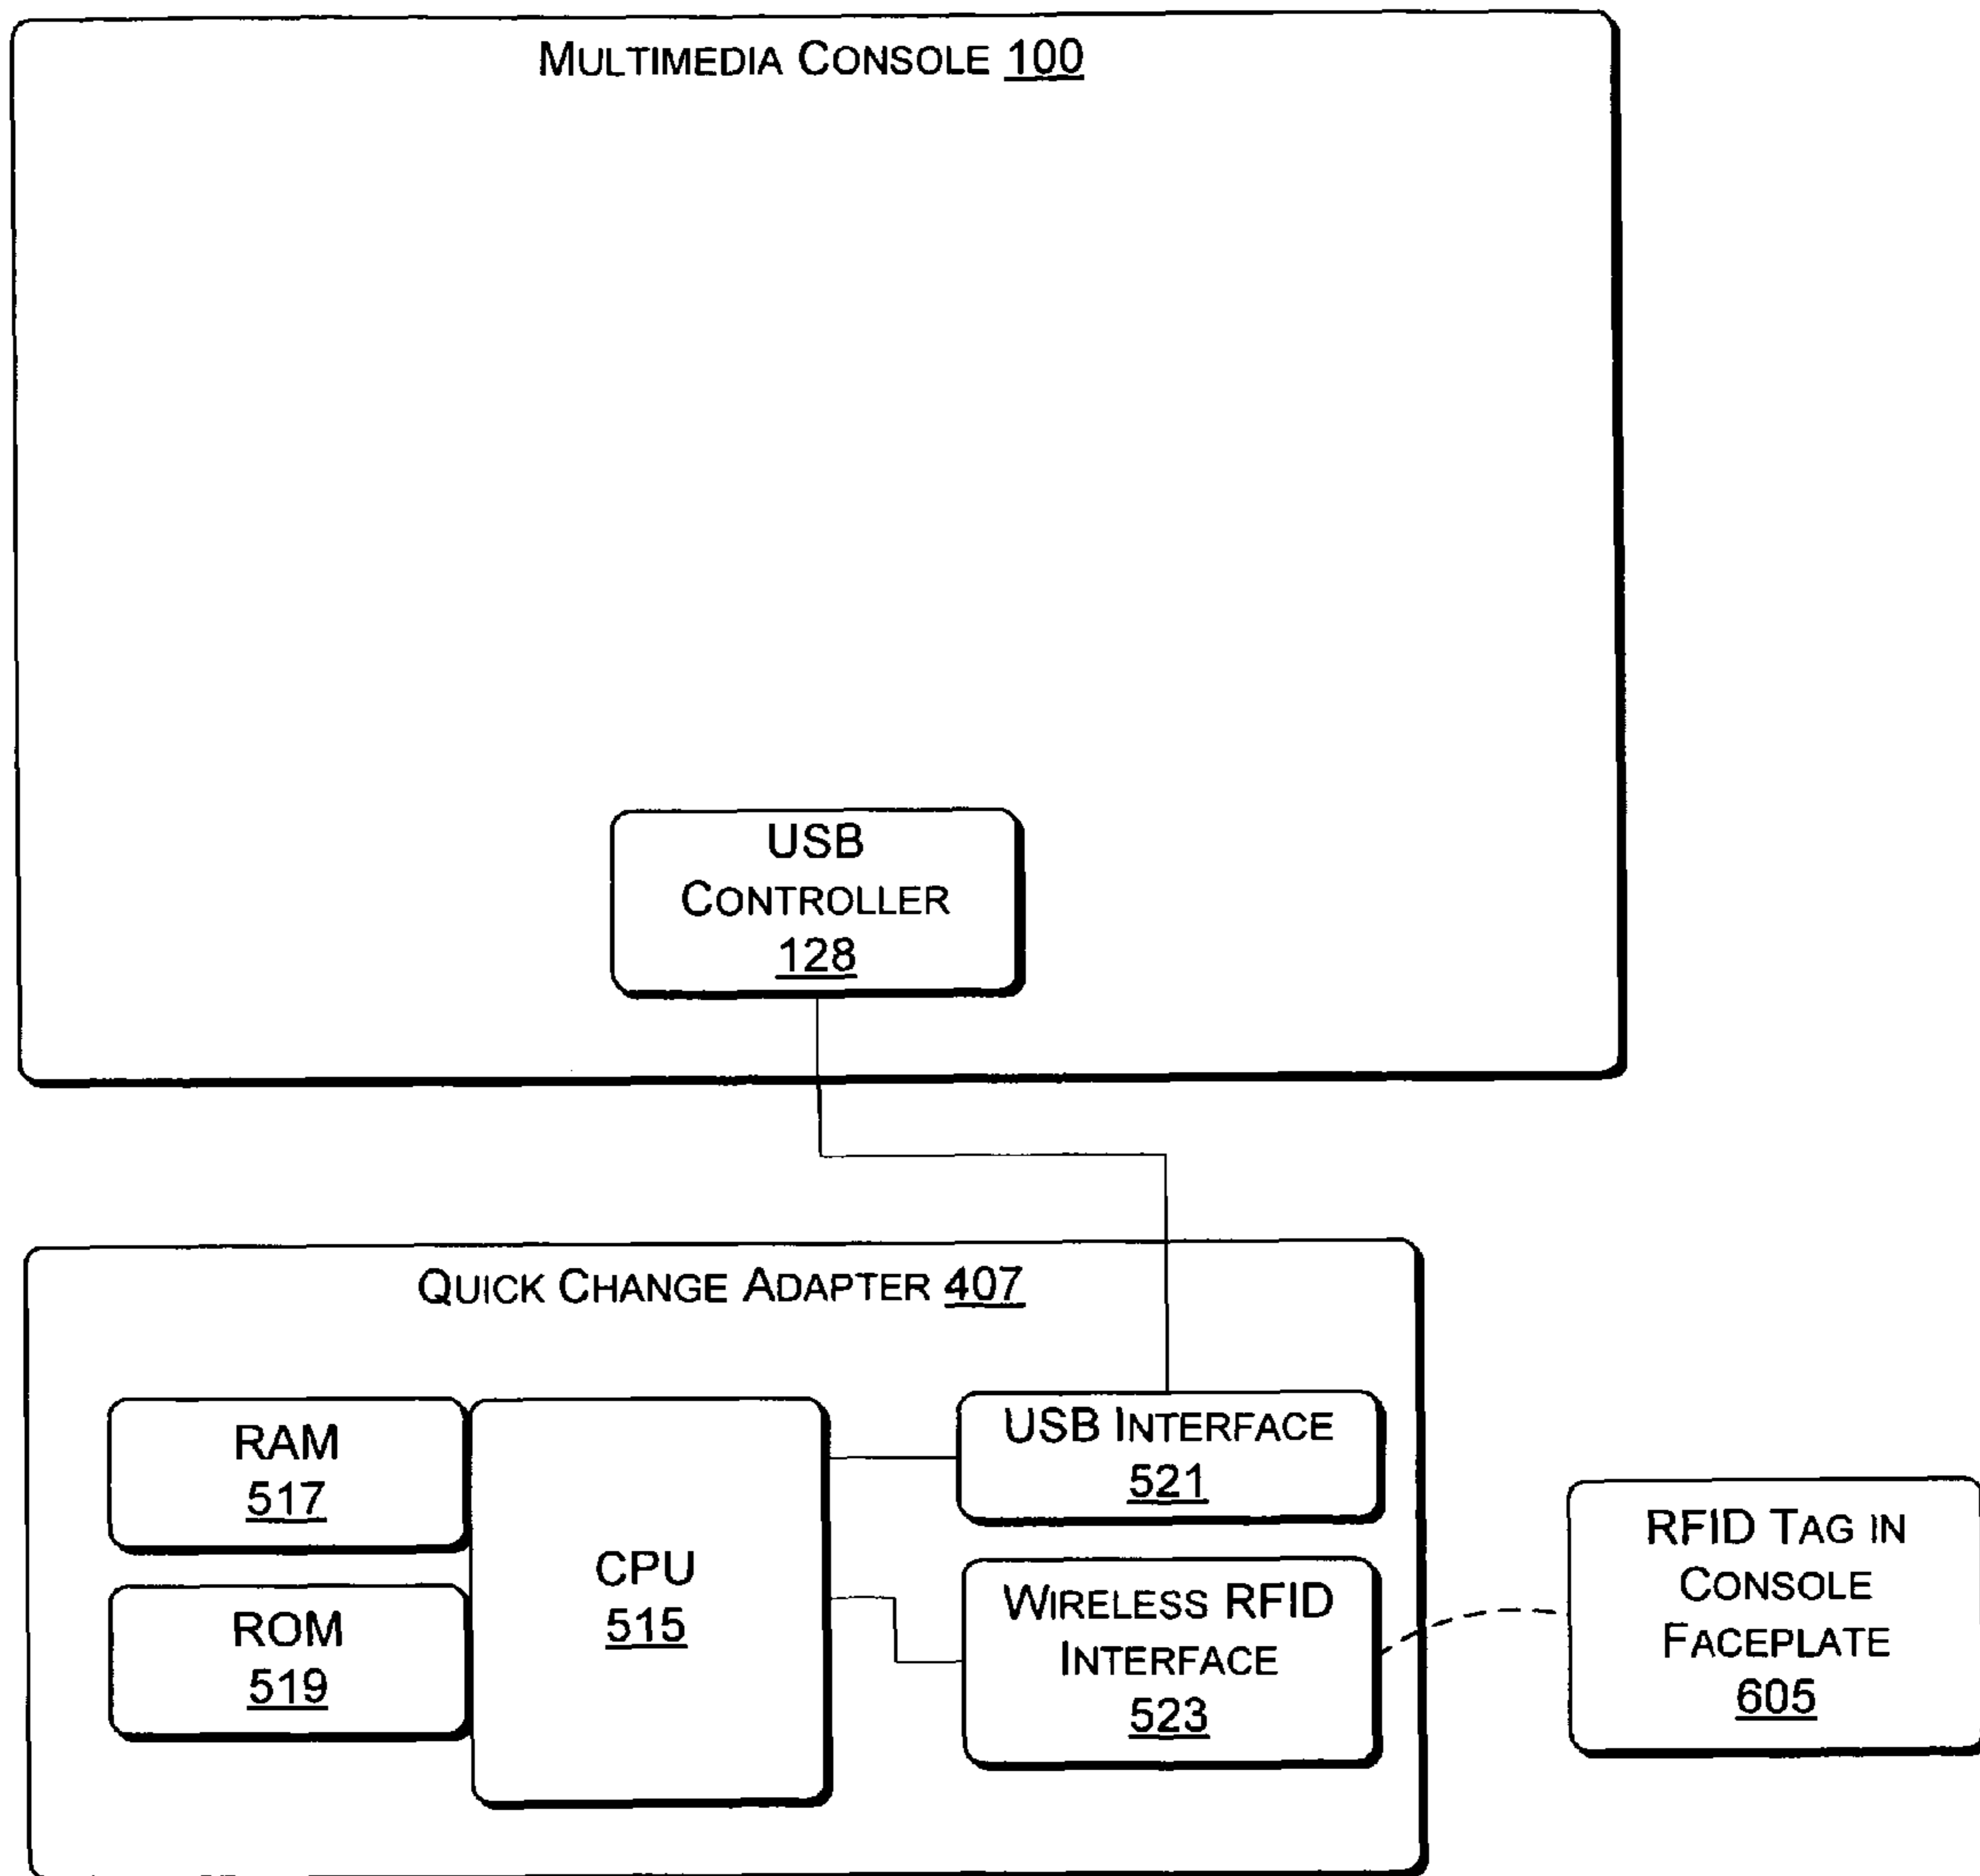 MULTIMEDIA CONSOLE 100
USB
CONTROLLER
128
QUICK CHANGE ADAPTER 407
RAM
517
ROM
519
CPU
515
USB INTERFACE
521
WIRELESS RFID
INTERFACE
523
RFID TAG IN
CONSOLE
FACEPLATE
605